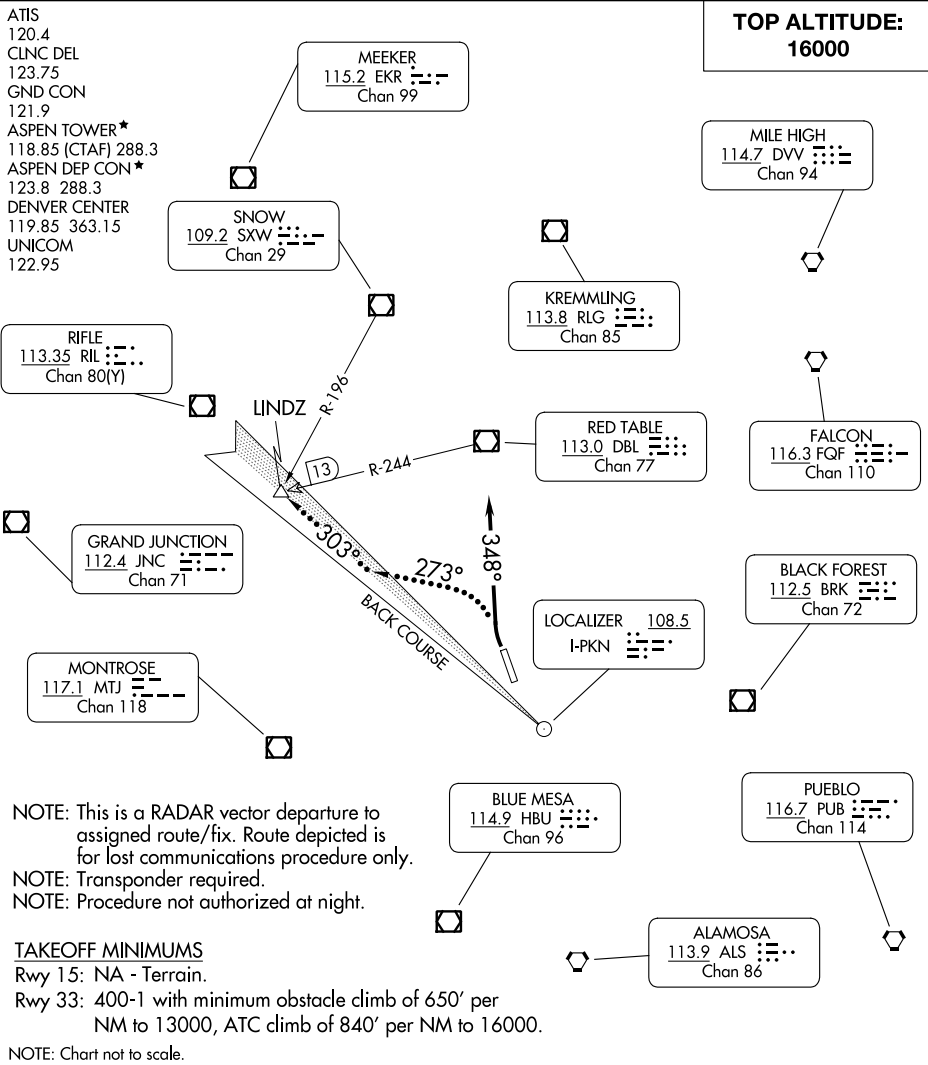 ATIS
120.4
CLNC DEL
123.75
GND CON
121.9
ASPEN TOWER★
118.85 (CTAF) 288.3
ASPEN DEP CON★
123.8 288.3
DENVER CENTER
119.85 363.15
UNICOM
122.95
TOP ALTITUDE:
16000
MEEKER
115.2 EKR
Chan 99
MILE HIGH
114.7 DVV
Chan 94
SNOW
109.2 SXW
Chan 29
KREMMLING
113.8 RLG
Chan 85
RIFLE
113.35 RIL
Chan 80(Y)
LINDZ
R-196
13
R-244
RED TABLE
113.0 DBL
Chan 77
FALCON
116.3 FQF
Chan 110
GRAND JUNCTION
112.4 JNC
Chan 71
303°
273°
348°
BACK COURSE
BLACK FOREST
112.5 BRK
Chan 72
LOCALIZER 108.5
I-PKN
MONTROSE
117.1 MTJ
Chan 118
BLUE MESA
114.9 HBU
Chan 96
PUEBLO
116.7 PUB
Chan 114
ALAMOSA
113.9 ALS
Chan 86
NOTE: This is a RADAR vector departure to
assigned route/fix. Route depicted is
for lost communications procedure only.
NOTE: Transponder required.
NOTE: Procedure not authorized at night.
TAKEOFF MINIMUMS
Rwy 15: NA - Terrain.
Rwy 33: 400-1 with minimum obstacle climb of 650' per
NM to 13000, ATC climb of 840' per NM to 16000.
NOTE: Chart not to scale.